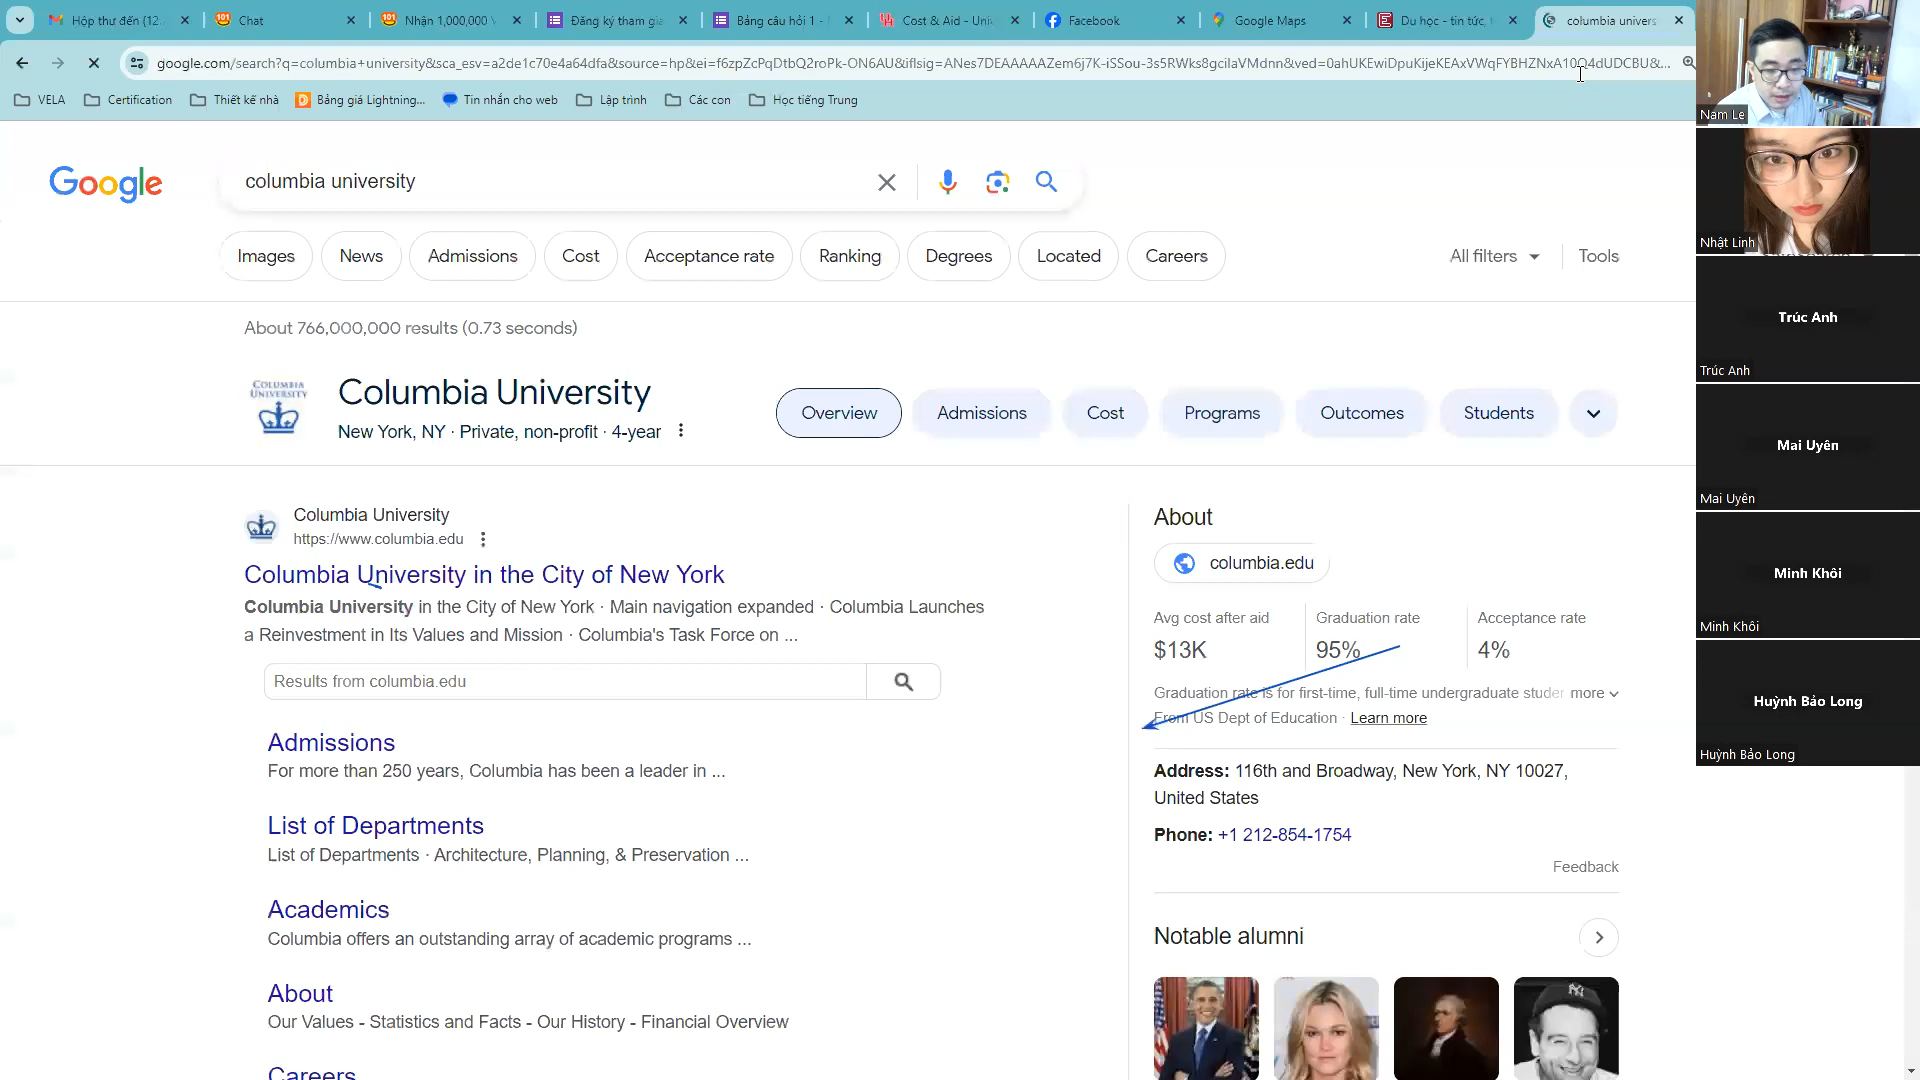 Hộp thư đến (12.
Chat
Nhận 1,000,000
Đăng ký tham gia
Bảng câu hỏi 1 -
Cost & Aid - Uni
Facebook
Google Maps
Du học - tin tức,
columbia univers
google.com/search?q=columbia+university&sca_esv=a2de1c70e4a64dfa&source=hp&ei=f6zpZcPqDtbQ2roPk-ON6AU&iflsig=ANes7DEAAAAAZem6j7K-iSSou-3s5RWks8gcilaVMdnn&ved=0ahUKEwiDpuKijeKEAxVWqFYBHZNxA10Q4dUDCBU&...
VELA
Certification
Thiết kế nhà
Bảng giá Lightning...
Tin nhắn cho web
Lập trình
Các con
Học tiếng Trung
Google
columbia university
Images
News
Admissions
Cost
Acceptance rate
Ranking
Degrees
Located
Careers
All filters
Tools
About 766,000,000 results (0.73 seconds)
COLUMBIA
UNIVERSITY
Columbia University
New York, NY · Private, non-profit · 4-year
Overview
Admissions
Cost
Programs
Outcomes
Students
Columbia University
https://www.columbia.edu
Columbia University in the City of New York
Columbia University in the City of New York · Main navigation expanded · Columbia Launches
a Reinvestment in Its Values and Mission · Columbia's Task Force on ...
Results from columbia.edu
Admissions
For more than 250 years, Columbia has been a leader in ...
List of Departments
List of Departments · Architecture, Planning, & Preservation ...
Academics
Columbia offers an outstanding array of academic programs ...
About
Our Values - Statistics and Facts - Our History - Financial Overview
Careers
About
columbia.edu
Avg cost after aid
$13K
Graduation rate
95%
Acceptance rate
4%
Graduation rate is for first-time, full-time undergraduate studer more
From US Dept of Education · Learn more
Address: 116th and Broadway, New York, NY 10027,
United States
Phone: +1 212-854-1754
Feedback
Notable alumni
Nam Le
Nhật Linh
Trúc Anh
Trúc Anh
Mai Uyên
Mai Uyên
Minh Khôi
Minh Khôi
Huỳnh Bảo Long
Huỳnh Bảo Long